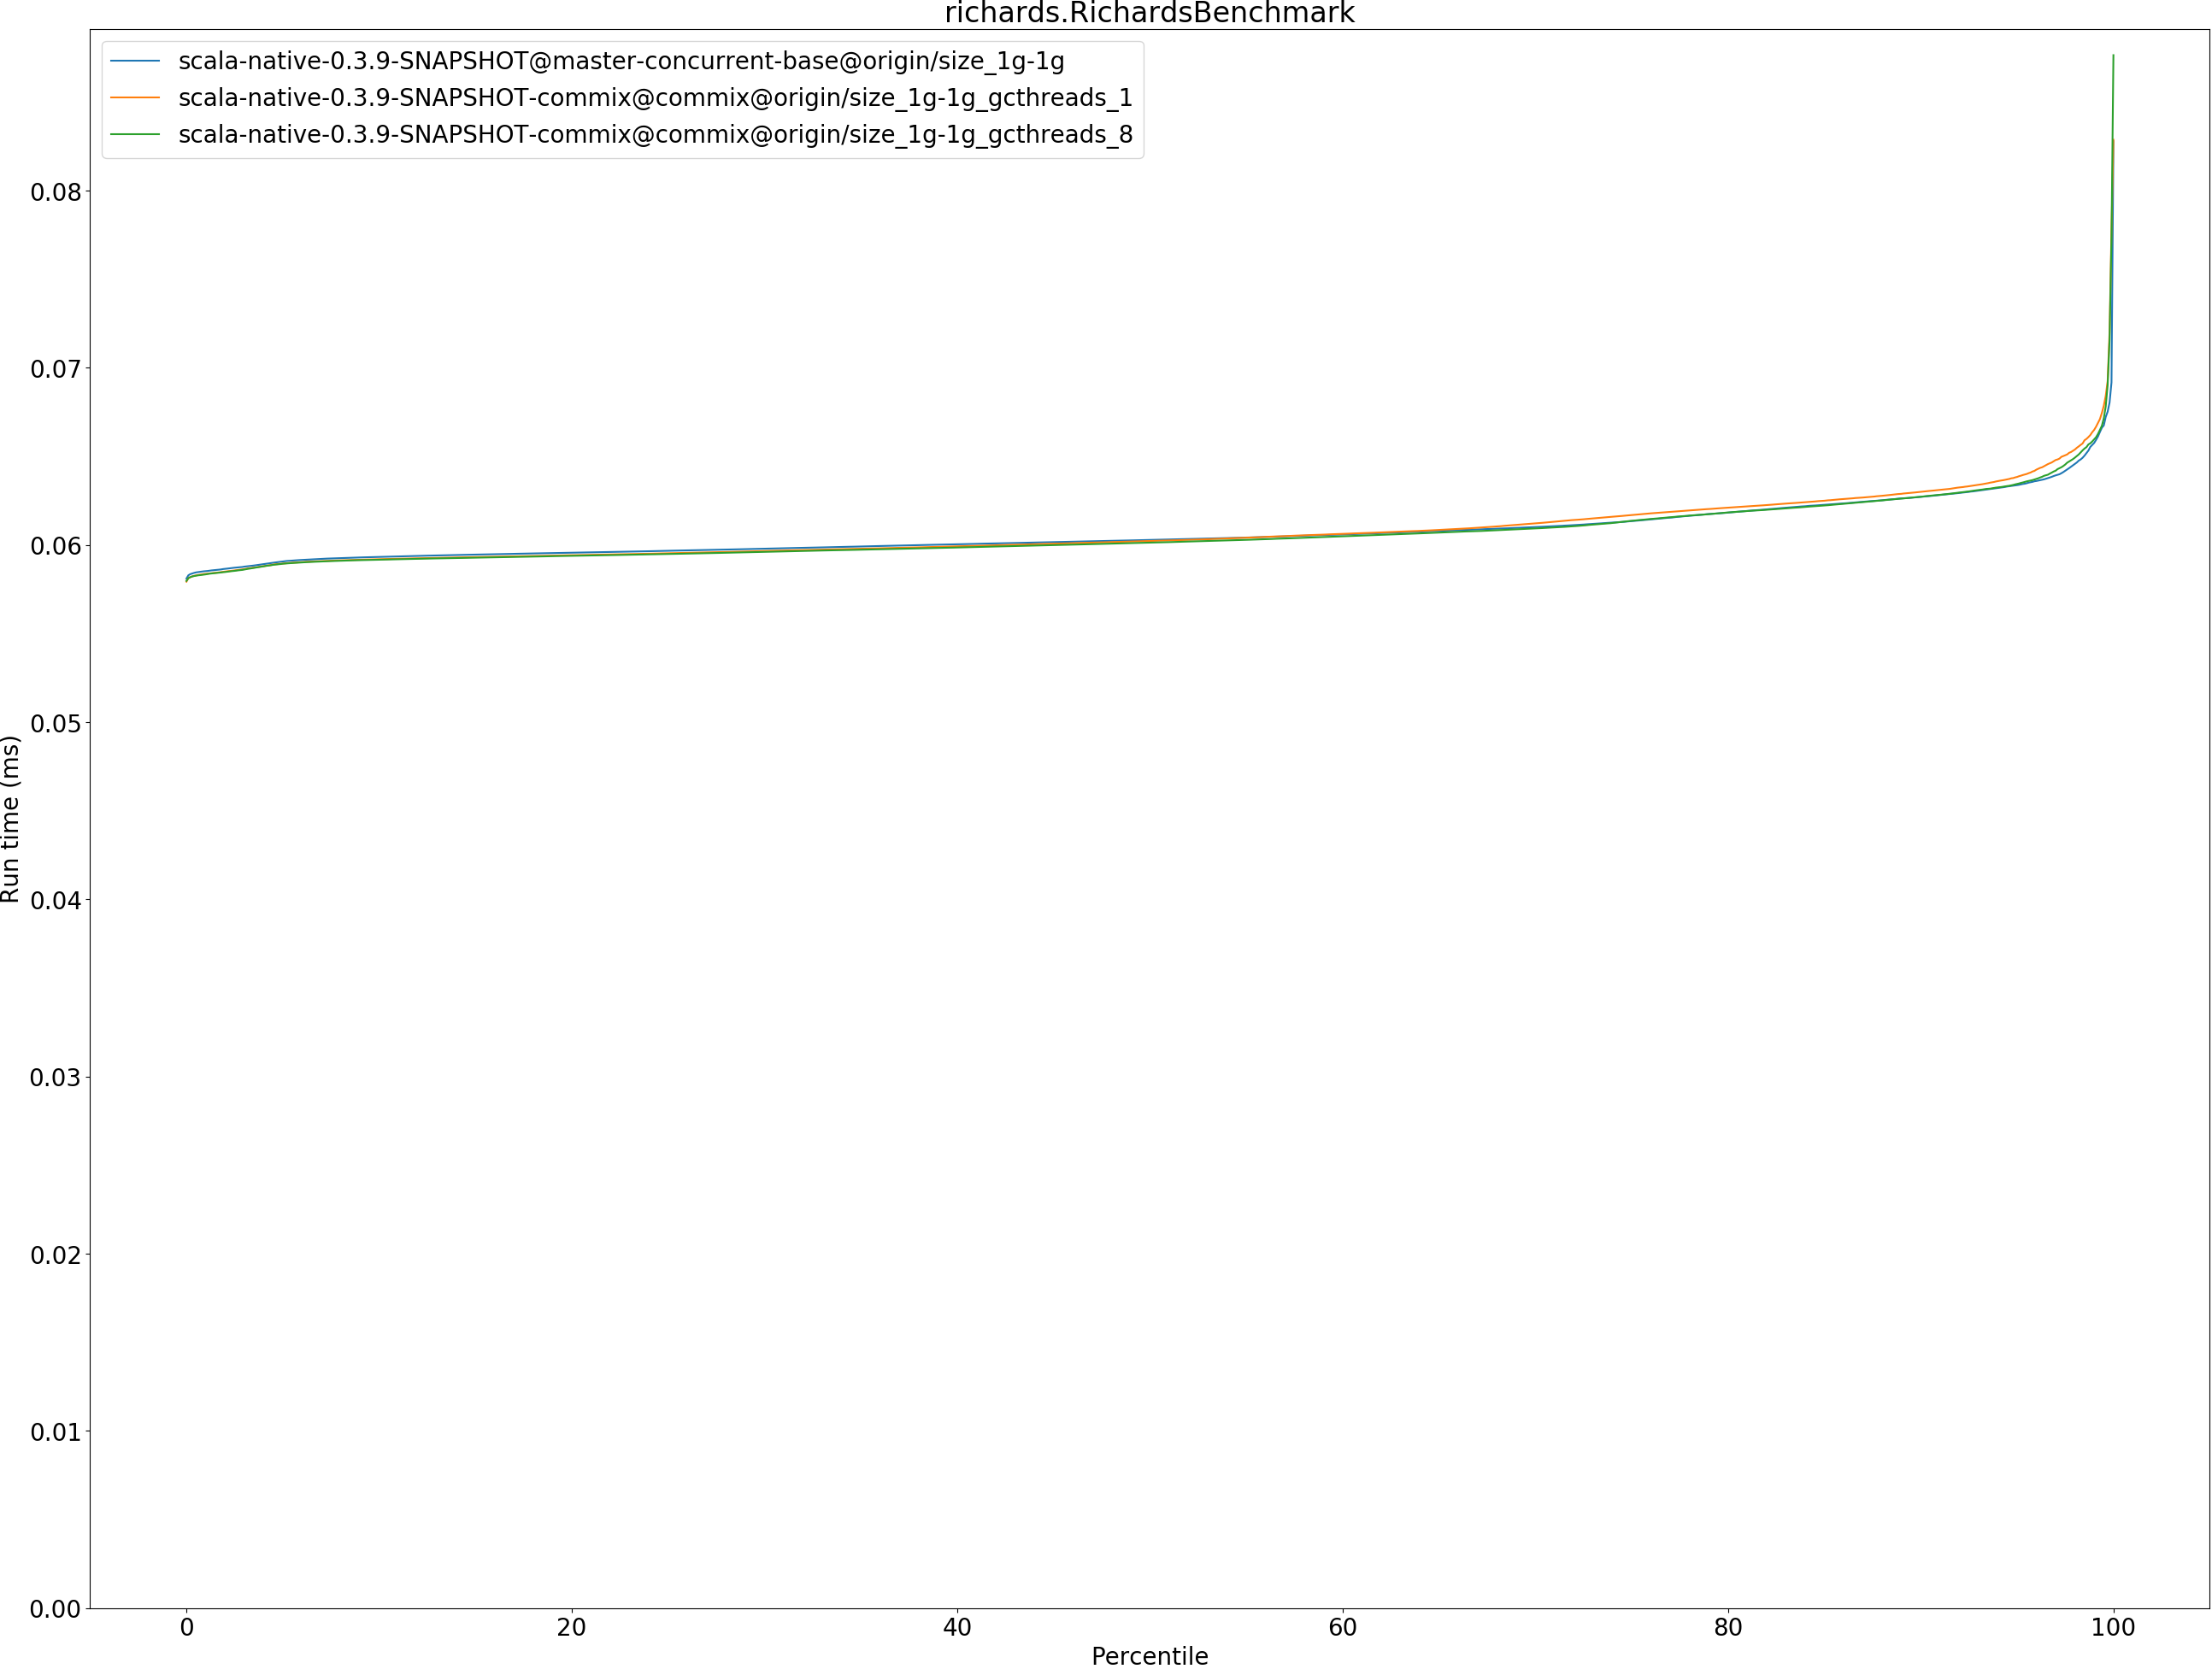 richards.RichardsBenchmark
scala-native-0.3.9-SNAPSHOT@master-concurrent-base@origin/size_1g-1g
scala-native-0.3.9-SNAPSHOT-commix@commix@origin/size_1g-1g_gcthreads_1
scala-native-0.3.9-SNAPSHOT-commix@commix@origin/size_1g-1g_gcthreads_8
0.08
0.07
0.06
0.05
0.04
0.03
0.02
0.01
0.00
Run time (ms)
0 20 40 60 80 100
Percentile